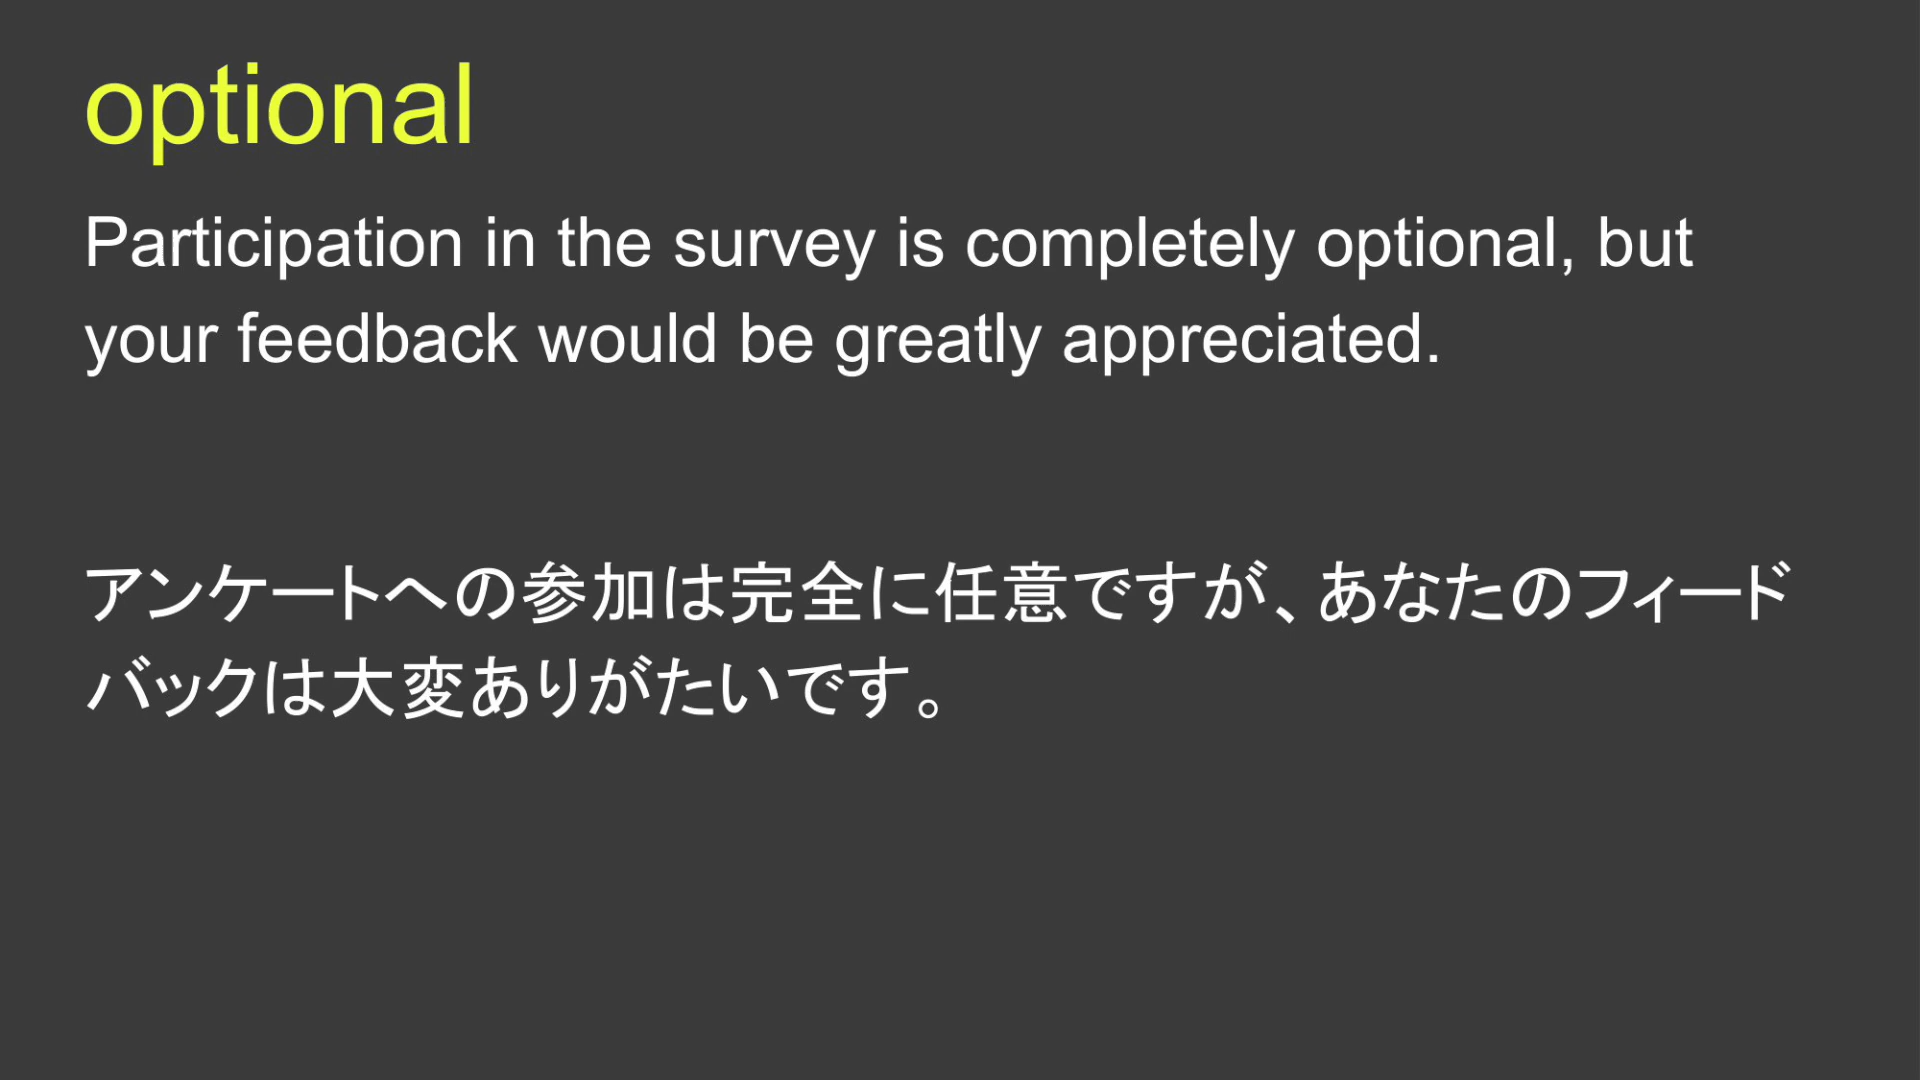 optional
Participation in the survey is completely optional, but
your feedback would be greatly appreciated.
アンケートへの参加は完全に任意ですが、あなたのフィード
バックは大変ありがたいです。